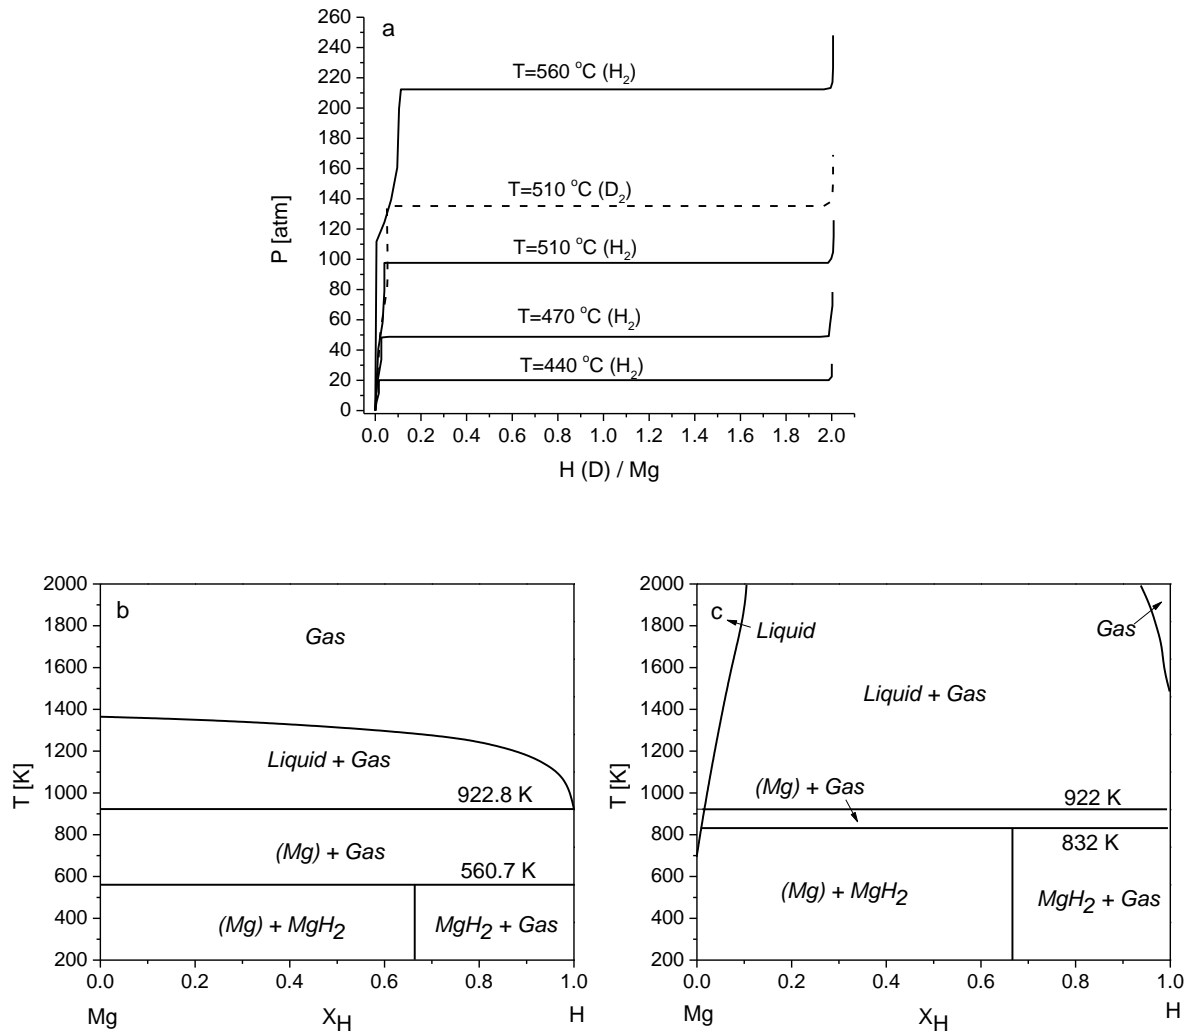 a
260
240
220
200
180
160
140
120
100
80
60
40
20
0
P [atm]
T=560 °C (H₂)
T=510 °C (D₂)
T=510 °C (H₂)
T=470 °C (H₂)
T=440 °C (H₂)
0.0 0.2 0.4 0.6 0.8 1.0 1.2 1.4 1.6 1.8 2.0
H (D) / Mg
b
2000
1800
1600
1400
1200
1000
800
600
400
200
T [K]
Gas
Liquid + Gas
922.8 K
(Mg) + Gas
560.7 K
(Mg) + MgH₂
MgH₂ + Gas
0.0 0.2 0.4 0.6 0.8 1.0
Mg X_H H
c
2000
1800
1600
1400
1200
1000
800
600
400
200
T [K]
Liquid
Gas
Liquid + Gas
(Mg) + Gas
922 K
832 K
(Mg) + MgH₂
MgH₂ + Gas
0.0 0.2 0.4 0.6 0.8 1.0
Mg X_H H